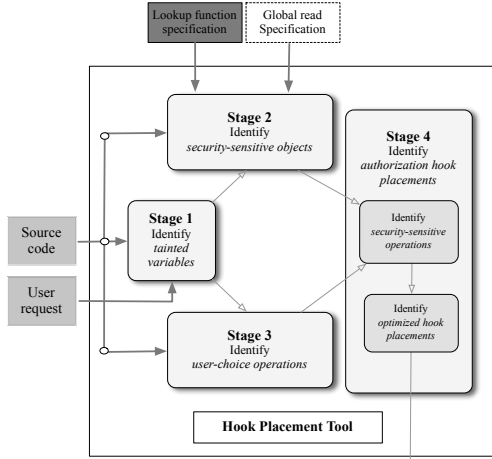 Lookup function
specification
Global read
Specification
Stage 2
Identify
security-sensitive objects
Stage 4
Identify
authorization hook
placements
Stage 1
Identify
tainted
variables
Source
code
User
request
Identify
security-sensitive
operations
Identify
optimized hook
placements
Stage 3
Identify
user-choice operations
Hook Placement Tool